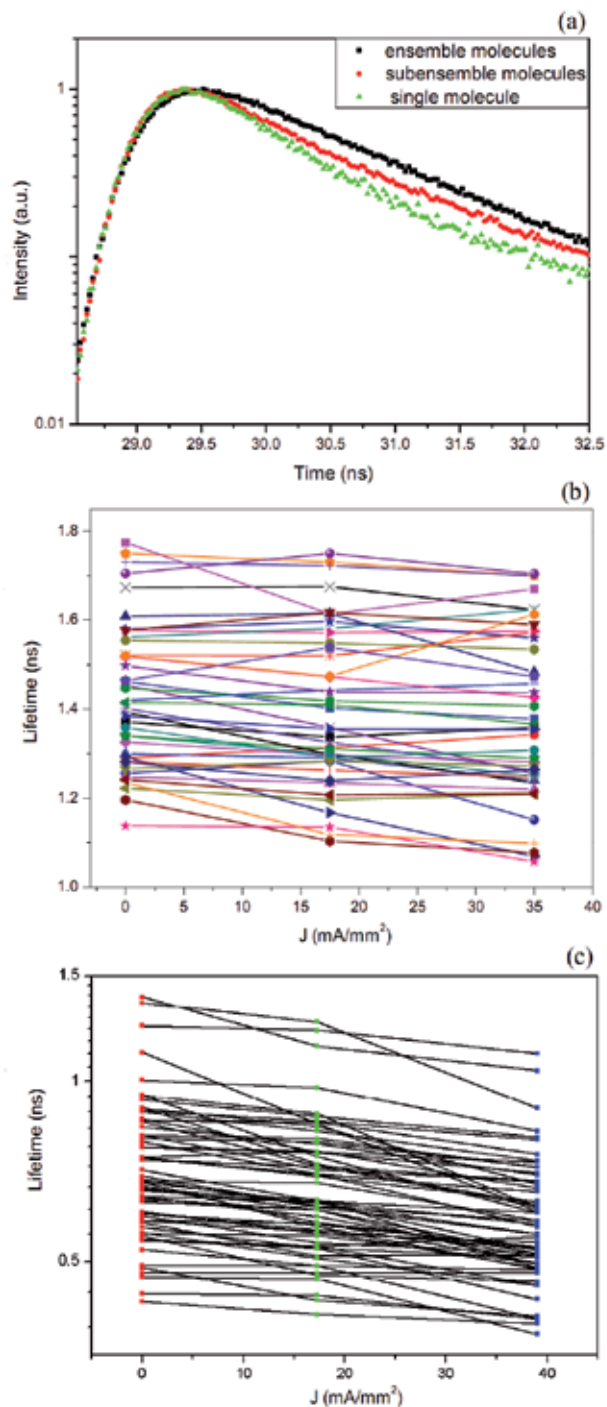 (a)
ensemble molecules
subensemble molecules
single molecule
1
Intensity (a.u.)
0.01
29.0 29.5 30.0 30.5 31.0 31.5 32.0 32.5
Time (ns)
(b)
1.8
1.6
Lifetime (ns)
1.4
1.2
1.0
0 5 10 15 20 25 30 35 40
J (mA/mm²)
(c)
1.5
1
Lifetime (ns)
0.5
0 10 20 30 40
J (mA/mm²)